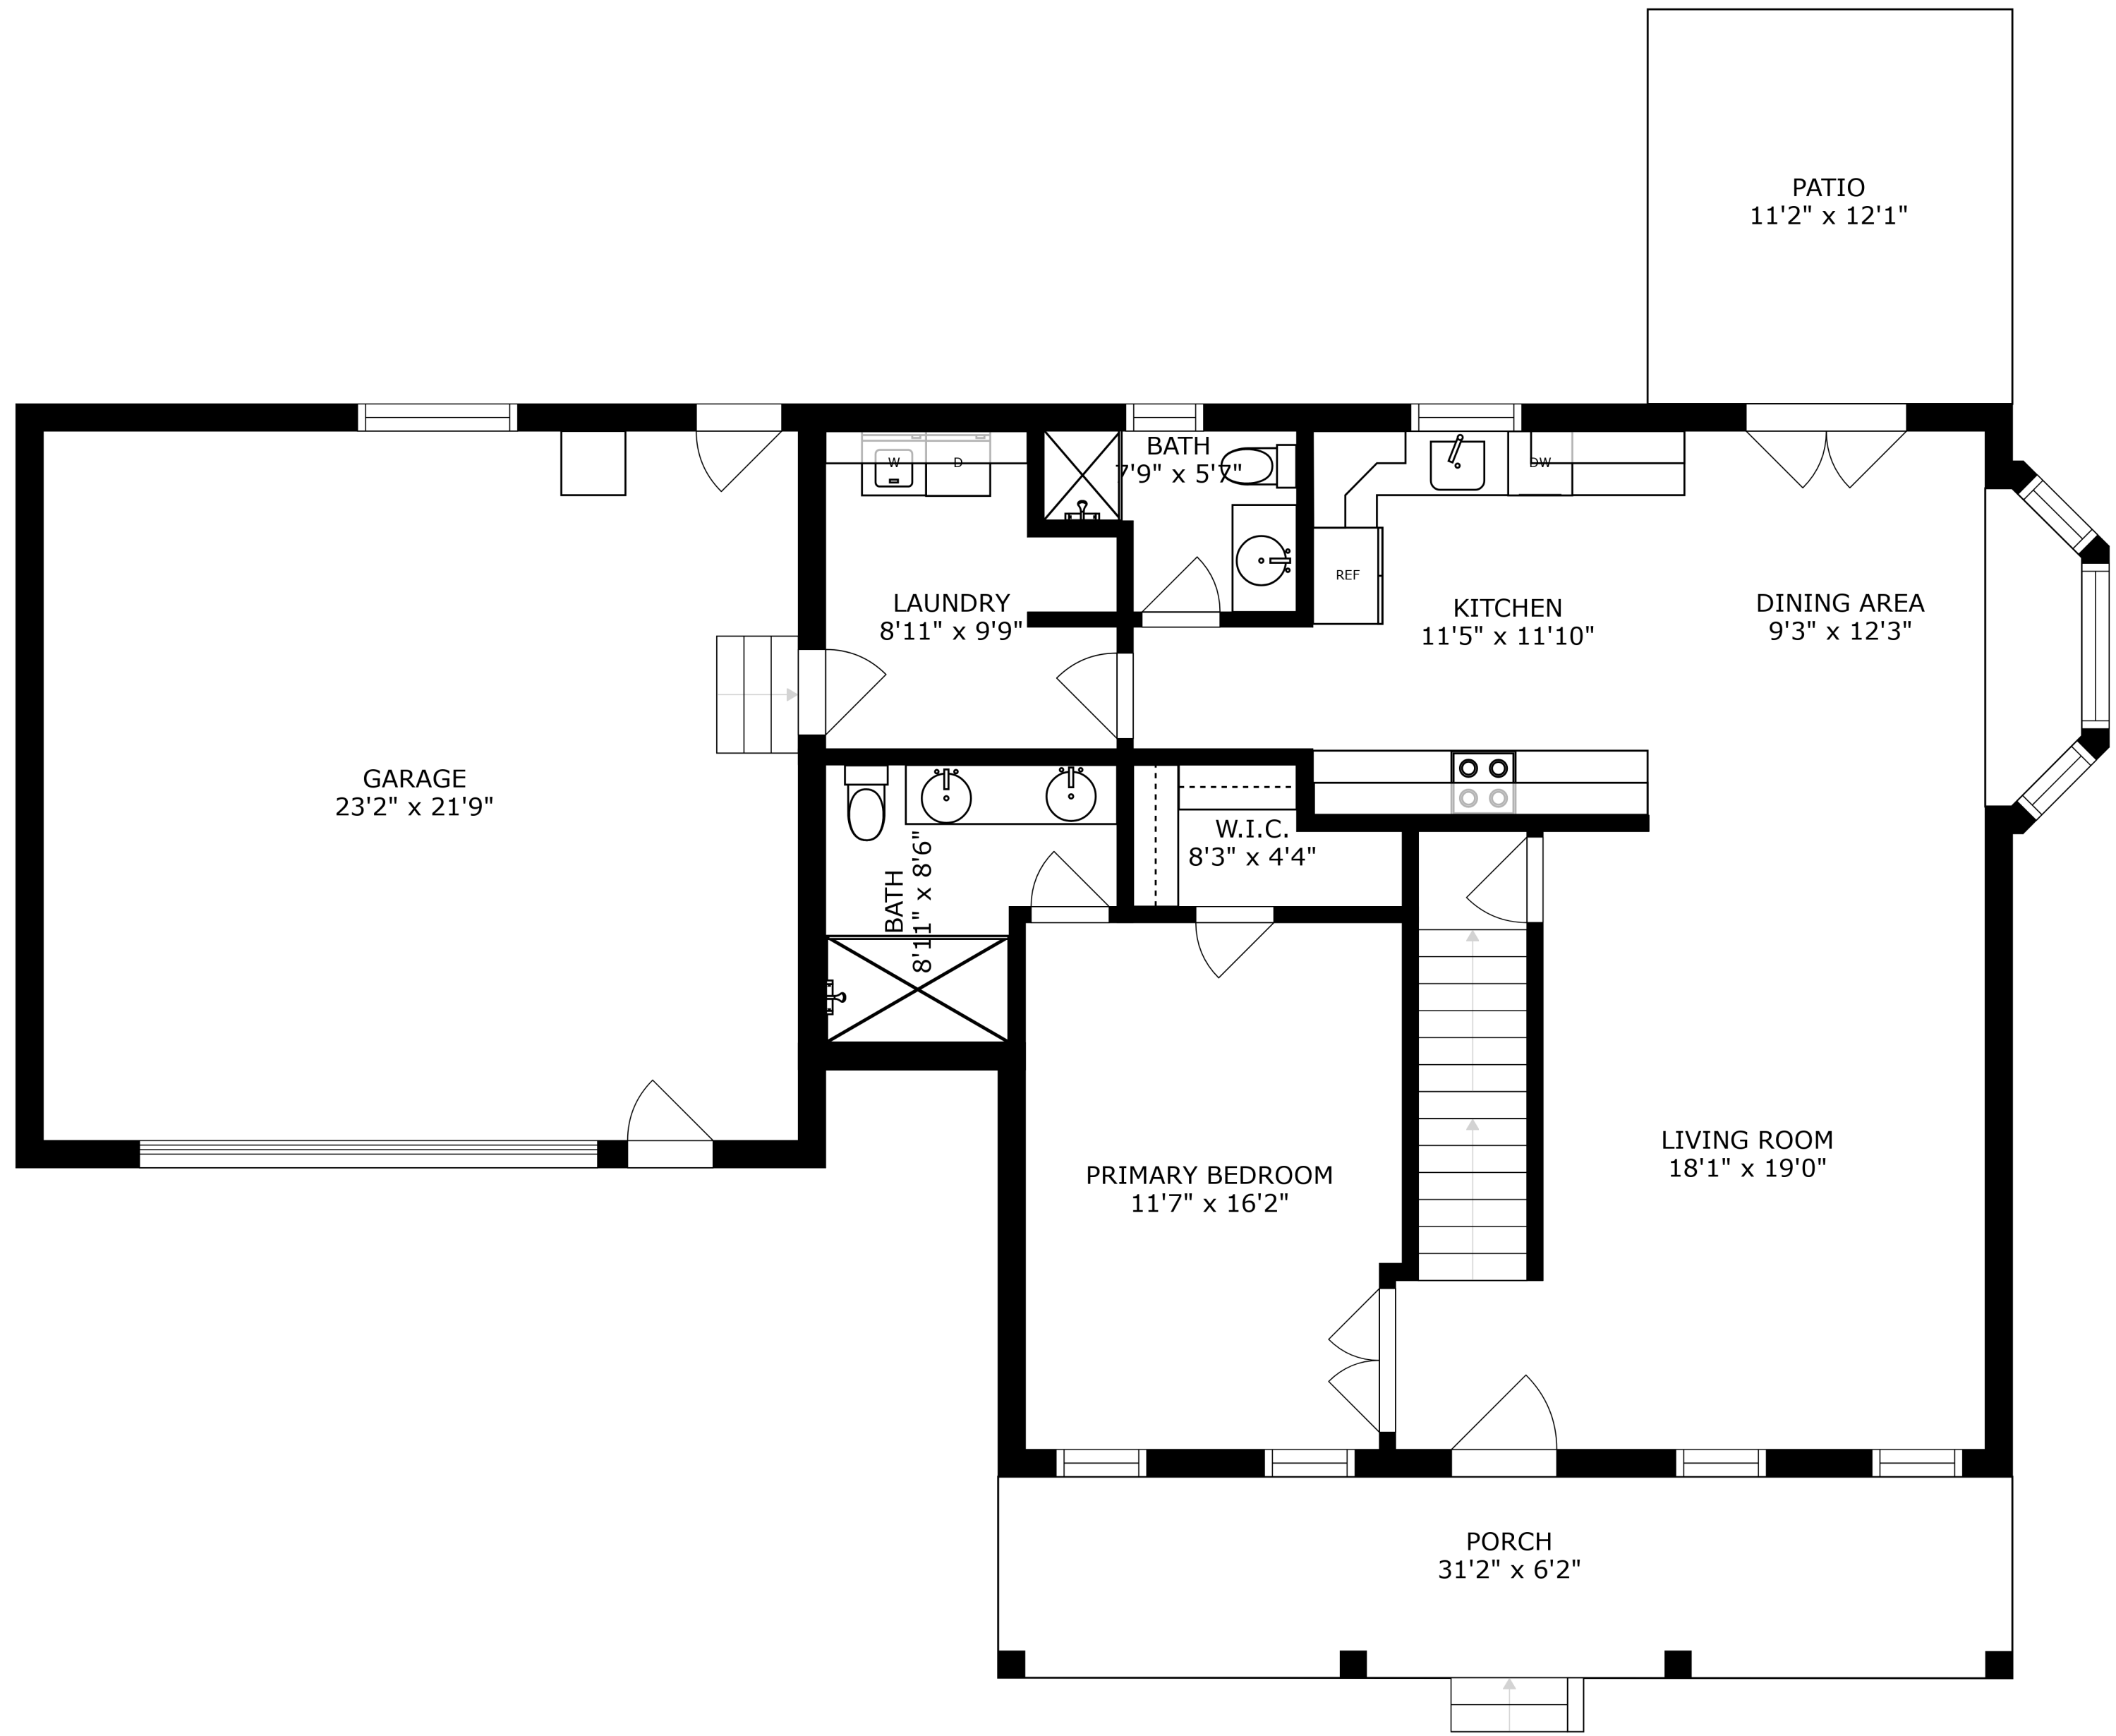 PATIO
11'2" x 12'1"
BATH
7'9" x 5'7"
W
D
DW
REF
LAUNDRY
8'11" x 9'9"
KITCHEN
11'5" x 11'10"
DINING AREA
9'3" x 12'3"
GARAGE
23'2" x 21'9"
W.I.C.
8'3" x 4'4"
BATH
8'11" x 8'6"
PRIMARY BEDROOM
11'7" x 16'2"
LIVING ROOM
18'1" x 19'0"
PORCH
31'2" x 6'2"